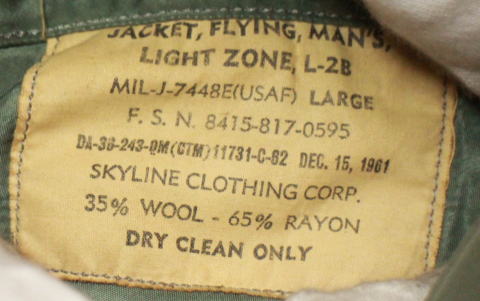 JACKET, FLYING, MAN'S,
LIGHT ZONE, L-2B
MIL-J-7448E(USAF) LARGE
F. S. N. 8415-817-0595
DA-36-243-QM(CTM)11731-C-62 DEC. 15, 1961
SKYLINE CLOTHING CORP.
35% WOOL - 65% RAYON
DRY CLEAN ONLY